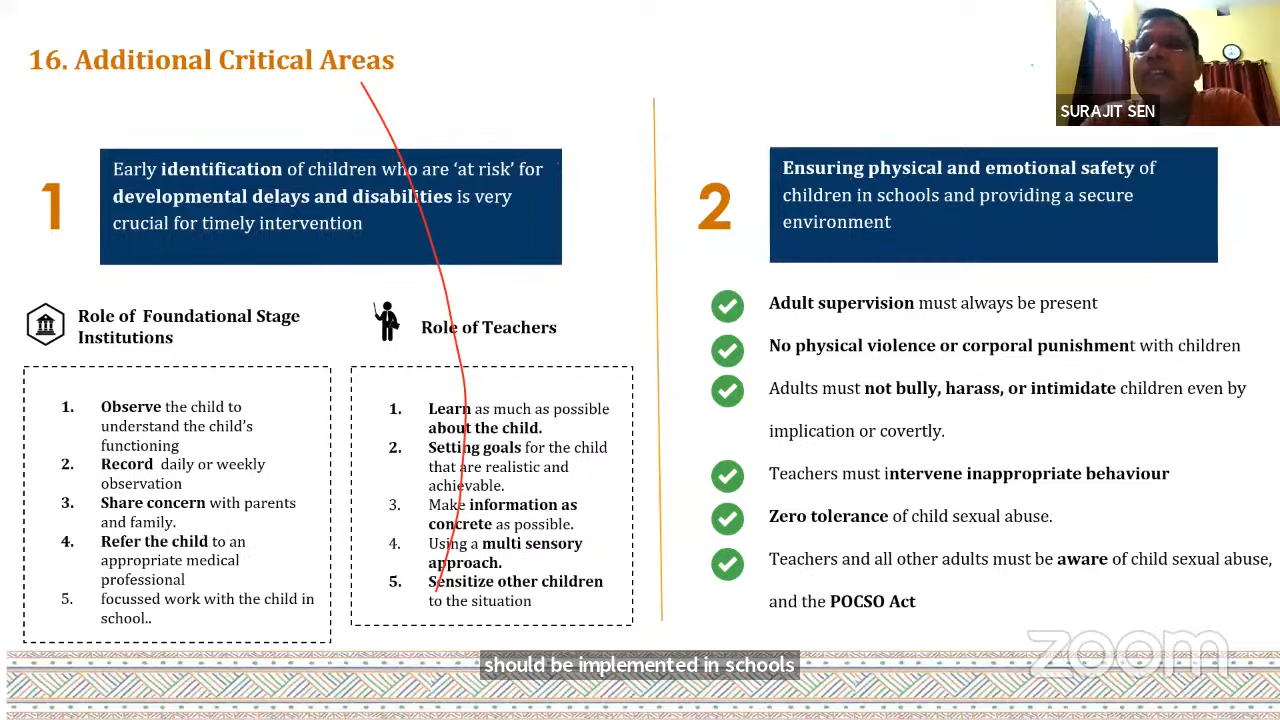 16. Additional Critical Areas
SURAJIT SEN
1
Early identification of children who are ‘at risk’ for
developmental delays and disabilities is very
crucial for timely intervention
Role of Foundational Stage
Institutions
1. Observe the child to
understand the child’s
functioning
2. Record daily or weekly
observation
3. Share concern with parents
and family.
4. Refer the child to an
appropriate medical
professional
5. focussed work with the child in
school..
Role of Teachers
1. Learn as much as possible
about the child.
2. Setting goals for the child
that are realistic and
achievable.
3. Make information as
concrete as possible.
4. Using a multi sensory
approach.
5. Sensitize other children
to the situation
2
Ensuring physical and emotional safety of
children in schools and providing a secure
environment
Adult supervision must always be present
No physical violence or corporal punishment with children
Adults must not bully, harass, or intimidate children even by
implication or covertly.
Teachers must intervene inappropriate behaviour
Zero tolerance of child sexual abuse.
Teachers and all other adults must be aware of child sexual abuse,
and the POCSO Act
should be implemented in schools
zoom